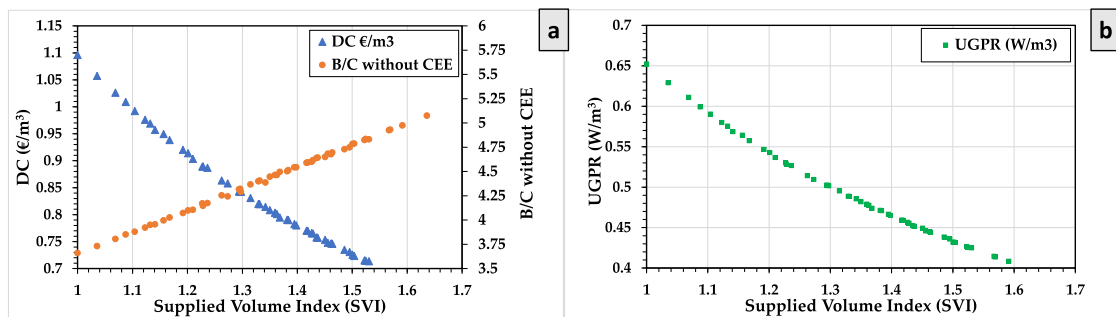 a
DC €/m3
B/C without CEE
DC (€/m³)
1.15
1.1
1.05
1
0.95
0.9
0.85
0.8
0.75
0.7
6
5.75
5.5
5.25
5
4.75
4.5
4.25
4
3.75
3.5
B/C without CEE
1 1.1 1.2 1.3 1.4 1.5 1.6 1.7
Supplied Volume Index (SVI)
b
UGPR (W/m3)
UGPR (W/m³)
0.7
0.65
0.6
0.55
0.5
0.45
0.4
1 1.1 1.2 1.3 1.4 1.5 1.6 1.7
Supplied Volume Index (SVI)